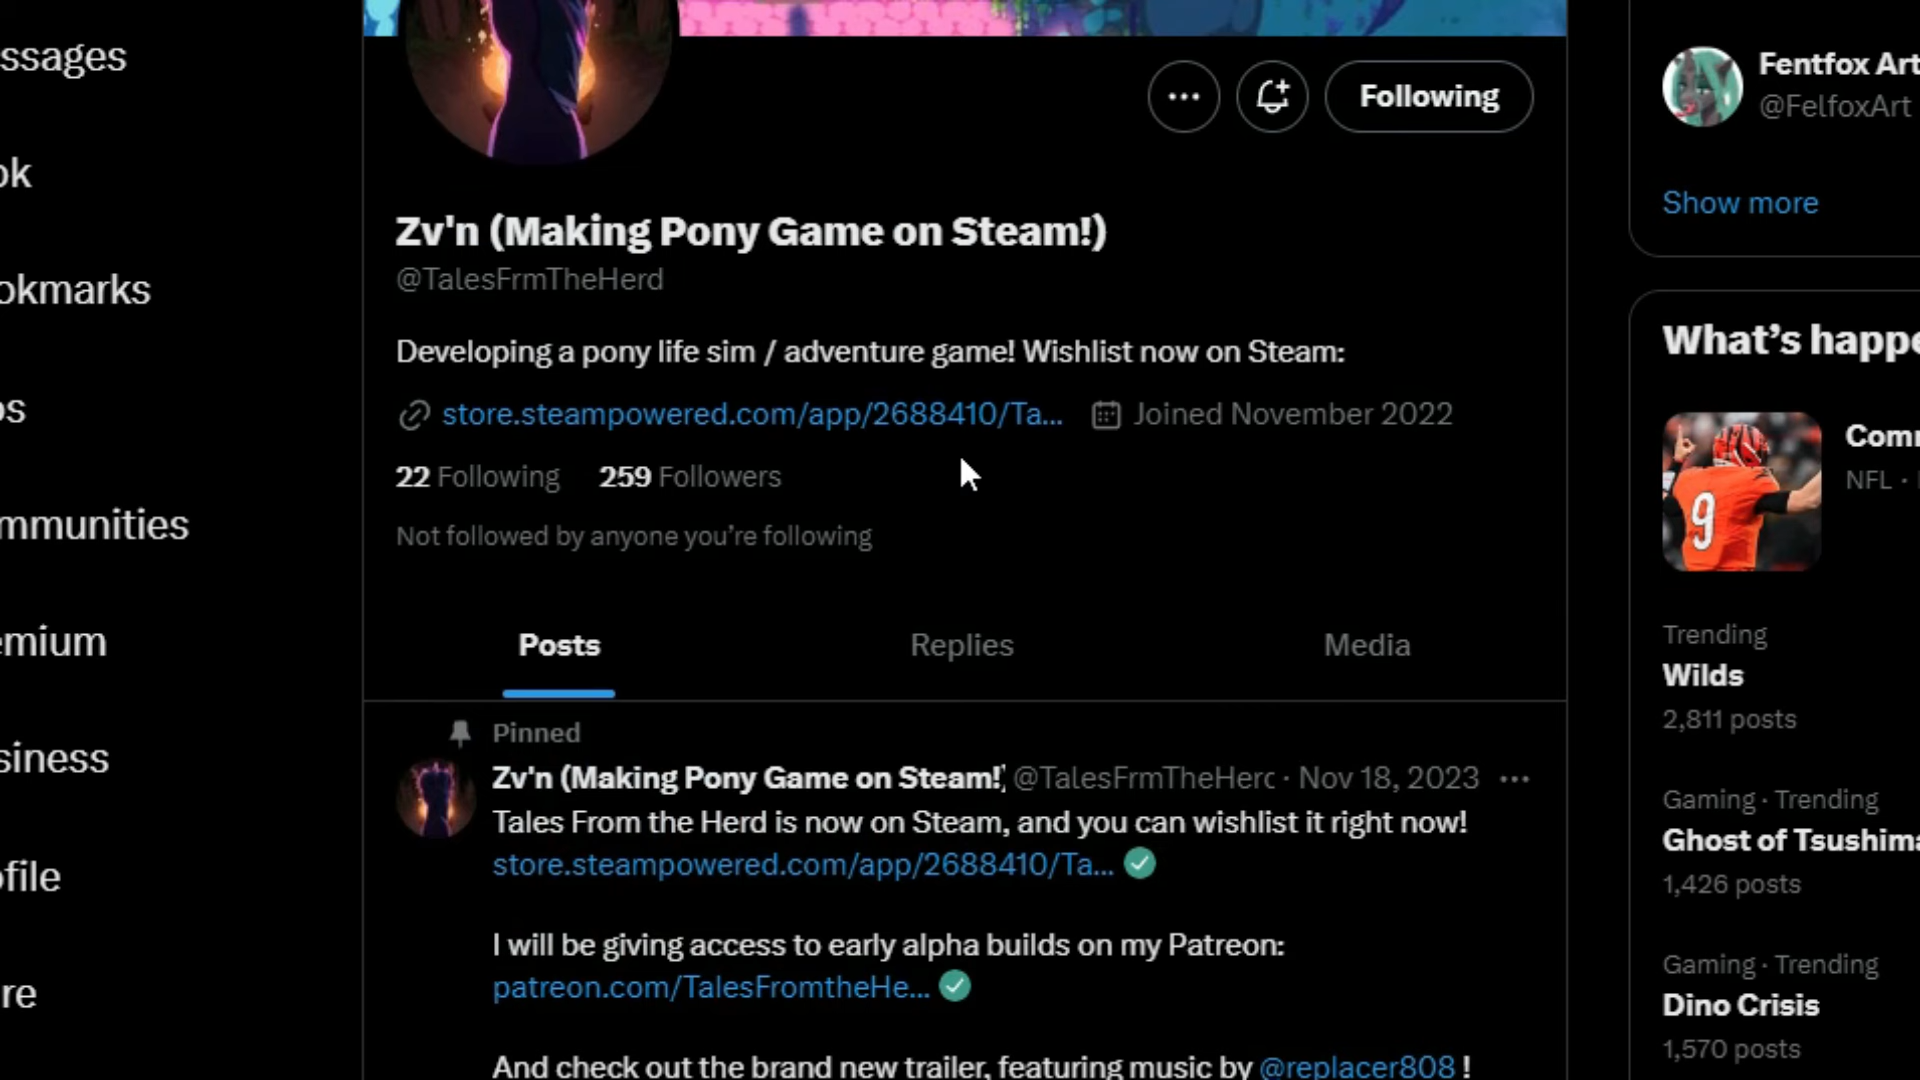 ssages
ok
okmarks
os
mmunities
emium
siness
ofile
re
Following
Zv'n (Making Pony Game on Steam!)
@TalesFrmTheHerd
Developing a pony life sim / adventure game! Wishlist now on Steam:
store.steampowered.com/app/2688410/Ta... Joined November 2022
22 Following 259 Followers
Not followed by anyone you're following
Posts Replies Media
Pinned
Zv'n (Making Pony Game on Steam! @TalesFrmTheHerc · Nov 18, 2023
Tales From the Herd is now on Steam, and you can wishlist it right now!
store.steampowered.com/app/2688410/Ta...
I will be giving access to early alpha builds on my Patreon:
patreon.com/TalesFromtheHe...
And check out the brand new trailer, featuring music by @replacer808 !
Fentfox Art
@FelfoxArt
Show more
What's happe
Com
NFL ·
9
Trending
Wilds
2,811 posts
Gaming · Trending
Ghost of Tsushima
1,426 posts
Gaming · Trending
Dino Crisis
1,570 posts